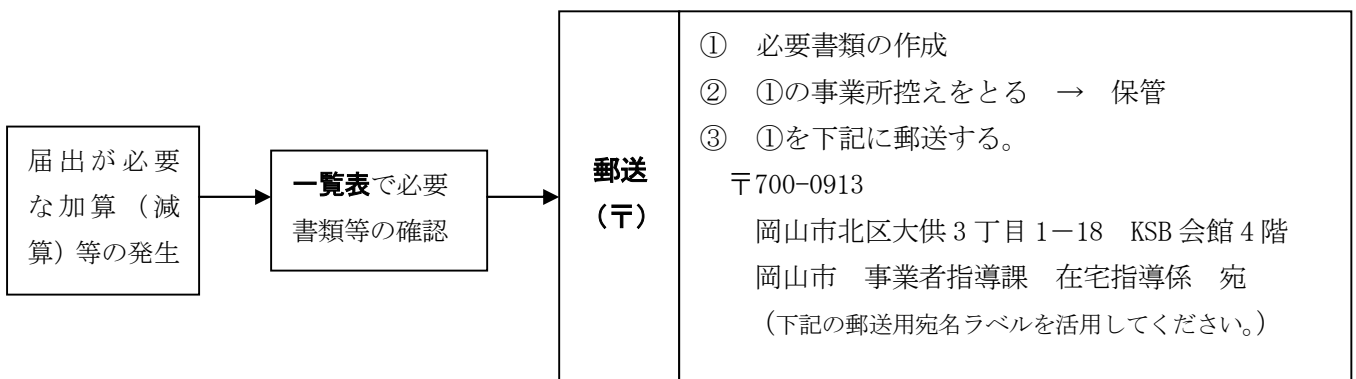 届出が必要
な加算（減
算）等の発生
一覧表で必要
書類等の確認
郵送
（〒）
①　必要書類の作成
②　①の事業所控えをとる　→　保管
③　①を下記に郵送する。
〒700-0913
岡山市北区大供３丁目１－18　KSB 会館４階
岡山市　事業者指導課　在宅指導係　宛
（下記の郵送用宛名ラベルを活用してください。）